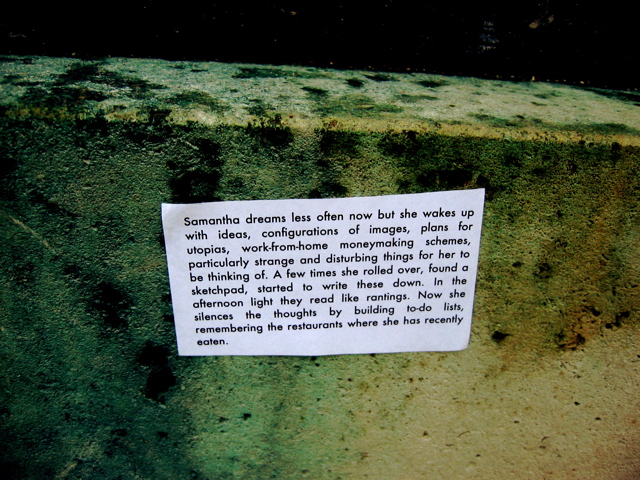 Samantha dreams less often now but she wakes up
with ideas, configurations of images, plans for
utopias, work-from-home moneymaking schemes,
particularly strange and disturbing things for her to
be thinking of. A few times she rolled over, found a
sketchpad, started to write these down. In the
afternoon light they read like rantings. Now she
silences the thoughts by building to-do lists,
remembering the restaurants where she has recently
eaten.